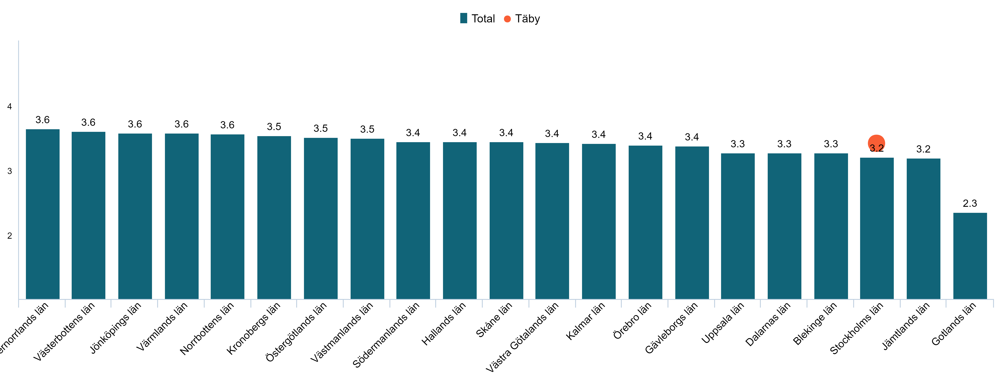 Total Täby
4
3
2
3.6
3.6
3.6
3.6
3.6
3.5
3.5
3.5
3.4
3.4
3.4
3.4
3.4
3.4
3.4
3.3
3.3
3.3
3.2
3.2
2.3
ernorrlands län
Västerbottens län
Jönköpings län
Värmlands län
Norrbottens län
Kronobergs län
Östergötlands län
Västmanlands län
Södermanlands län
Hallands län
Skåne län
Västra Götalands län
Kalmar län
Örebro län
Gävleborgs län
Uppsala län
Dalarnas län
Blekinge län
Stockholms län
Jämtlands län
Gotlands län